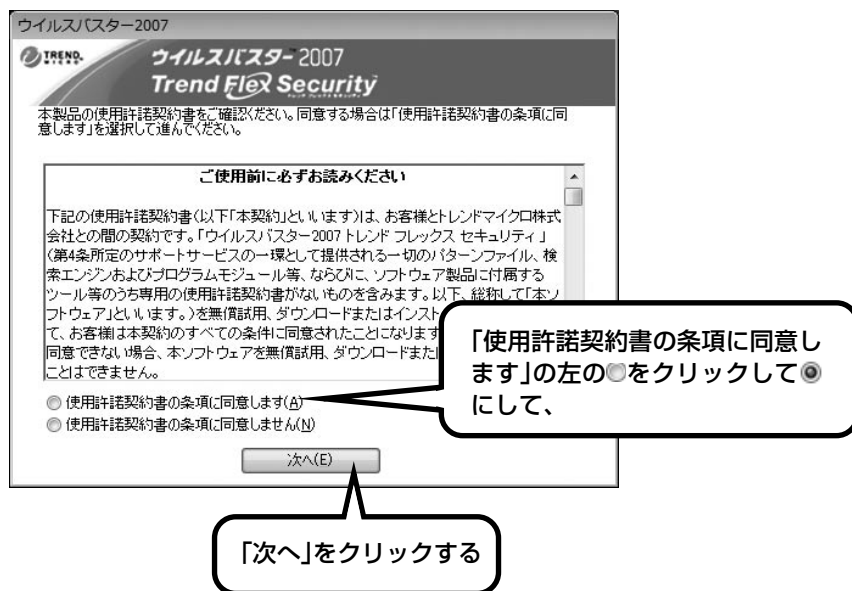 ウイルスバスター2007
TREND MICRO
ウイルスバスター™2007
Trend Flex Security
トレンド フレックス セキュリティ
本製品の使用許諾契約書をご確認ください。同意する場合は「使用許諾契約書の条項に同
意します」を選択して進んでください。
ご使用前に必ずお読みください
下記の使用許諾契約書(以下「本契約」といいます)は、お客様とトレンドマイクロ株式
会社との間の契約です。「ウイルスバスター2007 トレンド フレックス セキュリティ」
(第4条所定のサポートサービスの一環として提供される一切のパターンファイル、検
索エンジンおよびプログラムモジュール等、ならびに、ソフトウェア製品に付属する
ツール等のうち専用の使用許諾契約書がないものを含みます。以下、総称して「本ソ
フトウェア」といいます。)を無償試用、ダウンロードまたはインスト
て、お客様は本契約のすべての条件に同意されたことになります
同意できない場合、本ソフトウェアを無償試用、ダウンロードまた
ことはできません。
使用許諾契約書の条項に同意します(A)
使用許諾契約書の条項に同意しません(N)
次へ(E)
「使用許諾契約書の条項に同意し
ます」の左の◯をクリックして◉
にして、
「次へ」をクリックする